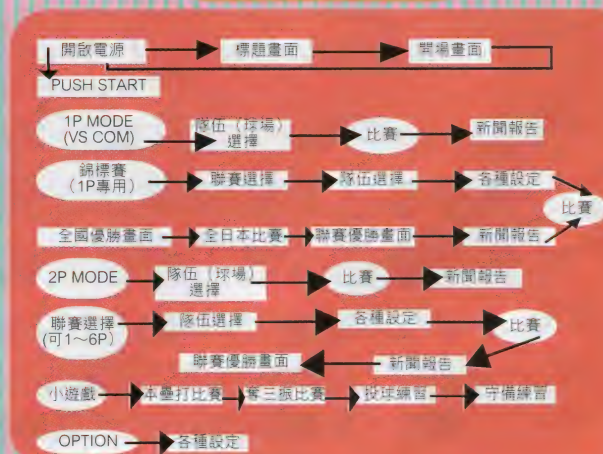 開啟電源 標題畫面 開場畫面
PUSH START
1P MODE
(VS COM)
隊伍（球場）
選擇
比賽
新聞報告
錦標賽
（1P專用）
聯賽選擇 隊伍選擇 各種設定
比賽
全國優勝畫面 全日本比賽 聯賽優勝畫面 新聞報告
2P MODE
隊伍（球場）
選擇
比賽
新聞報告
聯賽選擇
(可1～6P)
隊伍選擇 各種設定
比賽
聯賽優勝畫面 新聞報告
小遊戲 本壘打比賽 奪三振比賽 投球練習 守備練習
OPTION 各種設定